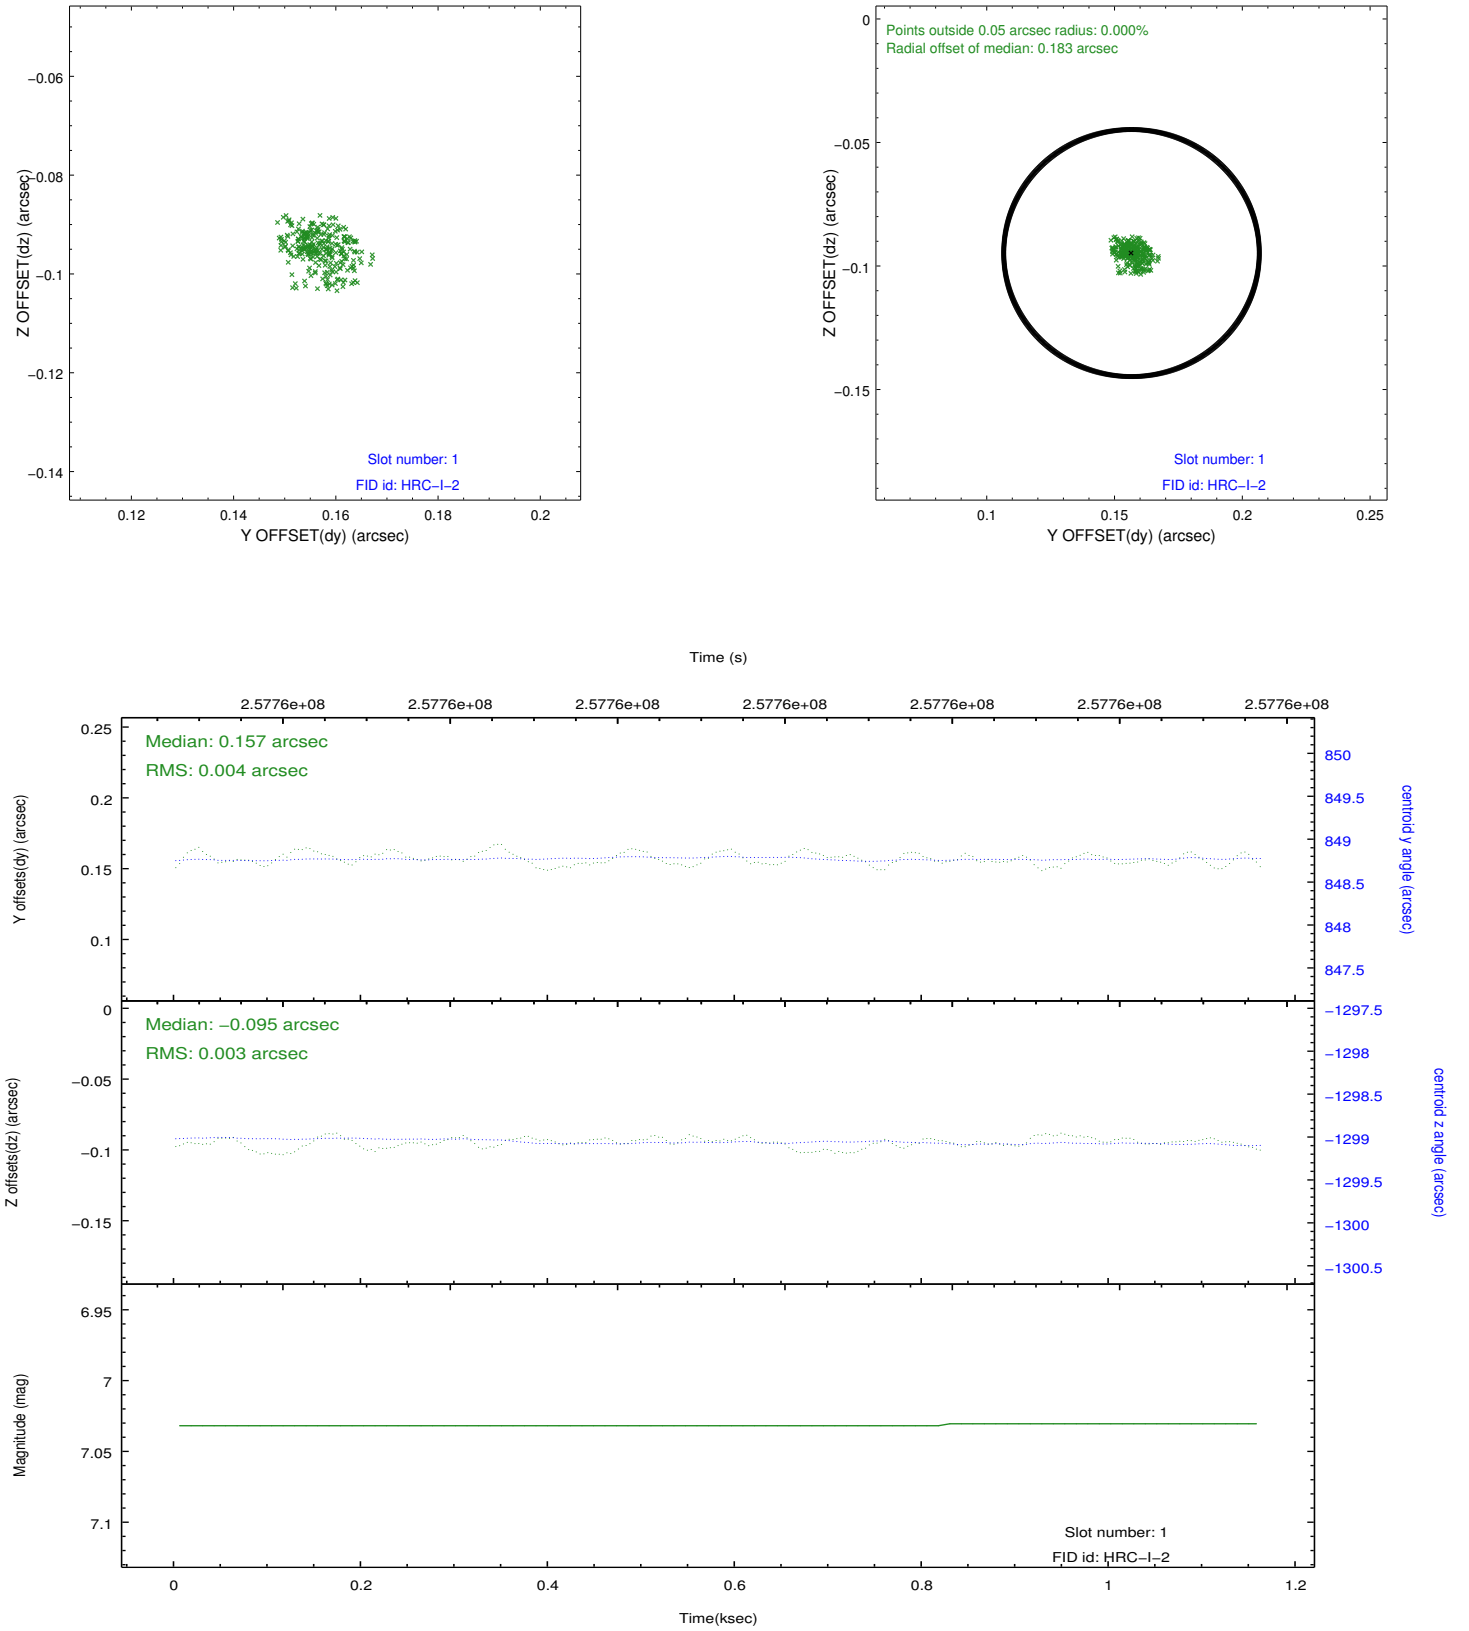 −0.06
−0.08
−0.1
−0.12
−0.14
Z OFFSET(dz) (arcsec)
Slot number: 1
FID id: HRC−I−2
0.12 0.14 0.16 0.18 0.2
Y OFFSET(dy) (arcsec)
Points outside 0.05 arcsec radius: 0.000%
Radial offset of median: 0.183 arcsec
0
−0.05
−0.1
−0.15
Z OFFSET(dz) (arcsec)
Slot number: 1
FID id: HRC−I−2
0.1 0.15 0.2 0.25
Y OFFSET(dy) (arcsec)
Time (s)
2.5776e+08 2.5776e+08 2.5776e+08 2.5776e+08 2.5776e+08 2.5776e+08 2.5776e+08
Median: 0.157 arcsec
RMS: 0.004 arcsec
0.25
0.2
0.15
0.1
Y offsets(dy) (arcsec)
850
849.5
849
848.5
848
847.5
centroid y angle (arcsec)
Median: −0.095 arcsec
RMS: 0.003 arcsec
0
−0.05
−0.1
−0.15
Z offsets(dz) (arcsec)
−1297.5
−1298
−1298.5
−1299
−1299.5
−1300
−1300.5
centroid z angle (arcsec)
6.95
7
7.05
7.1
Magnitude (mag)
Slot number: 1
FID id: HRC−I−2
0 0.2 0.4 0.6 0.8 1 1.2
Time(ksec)